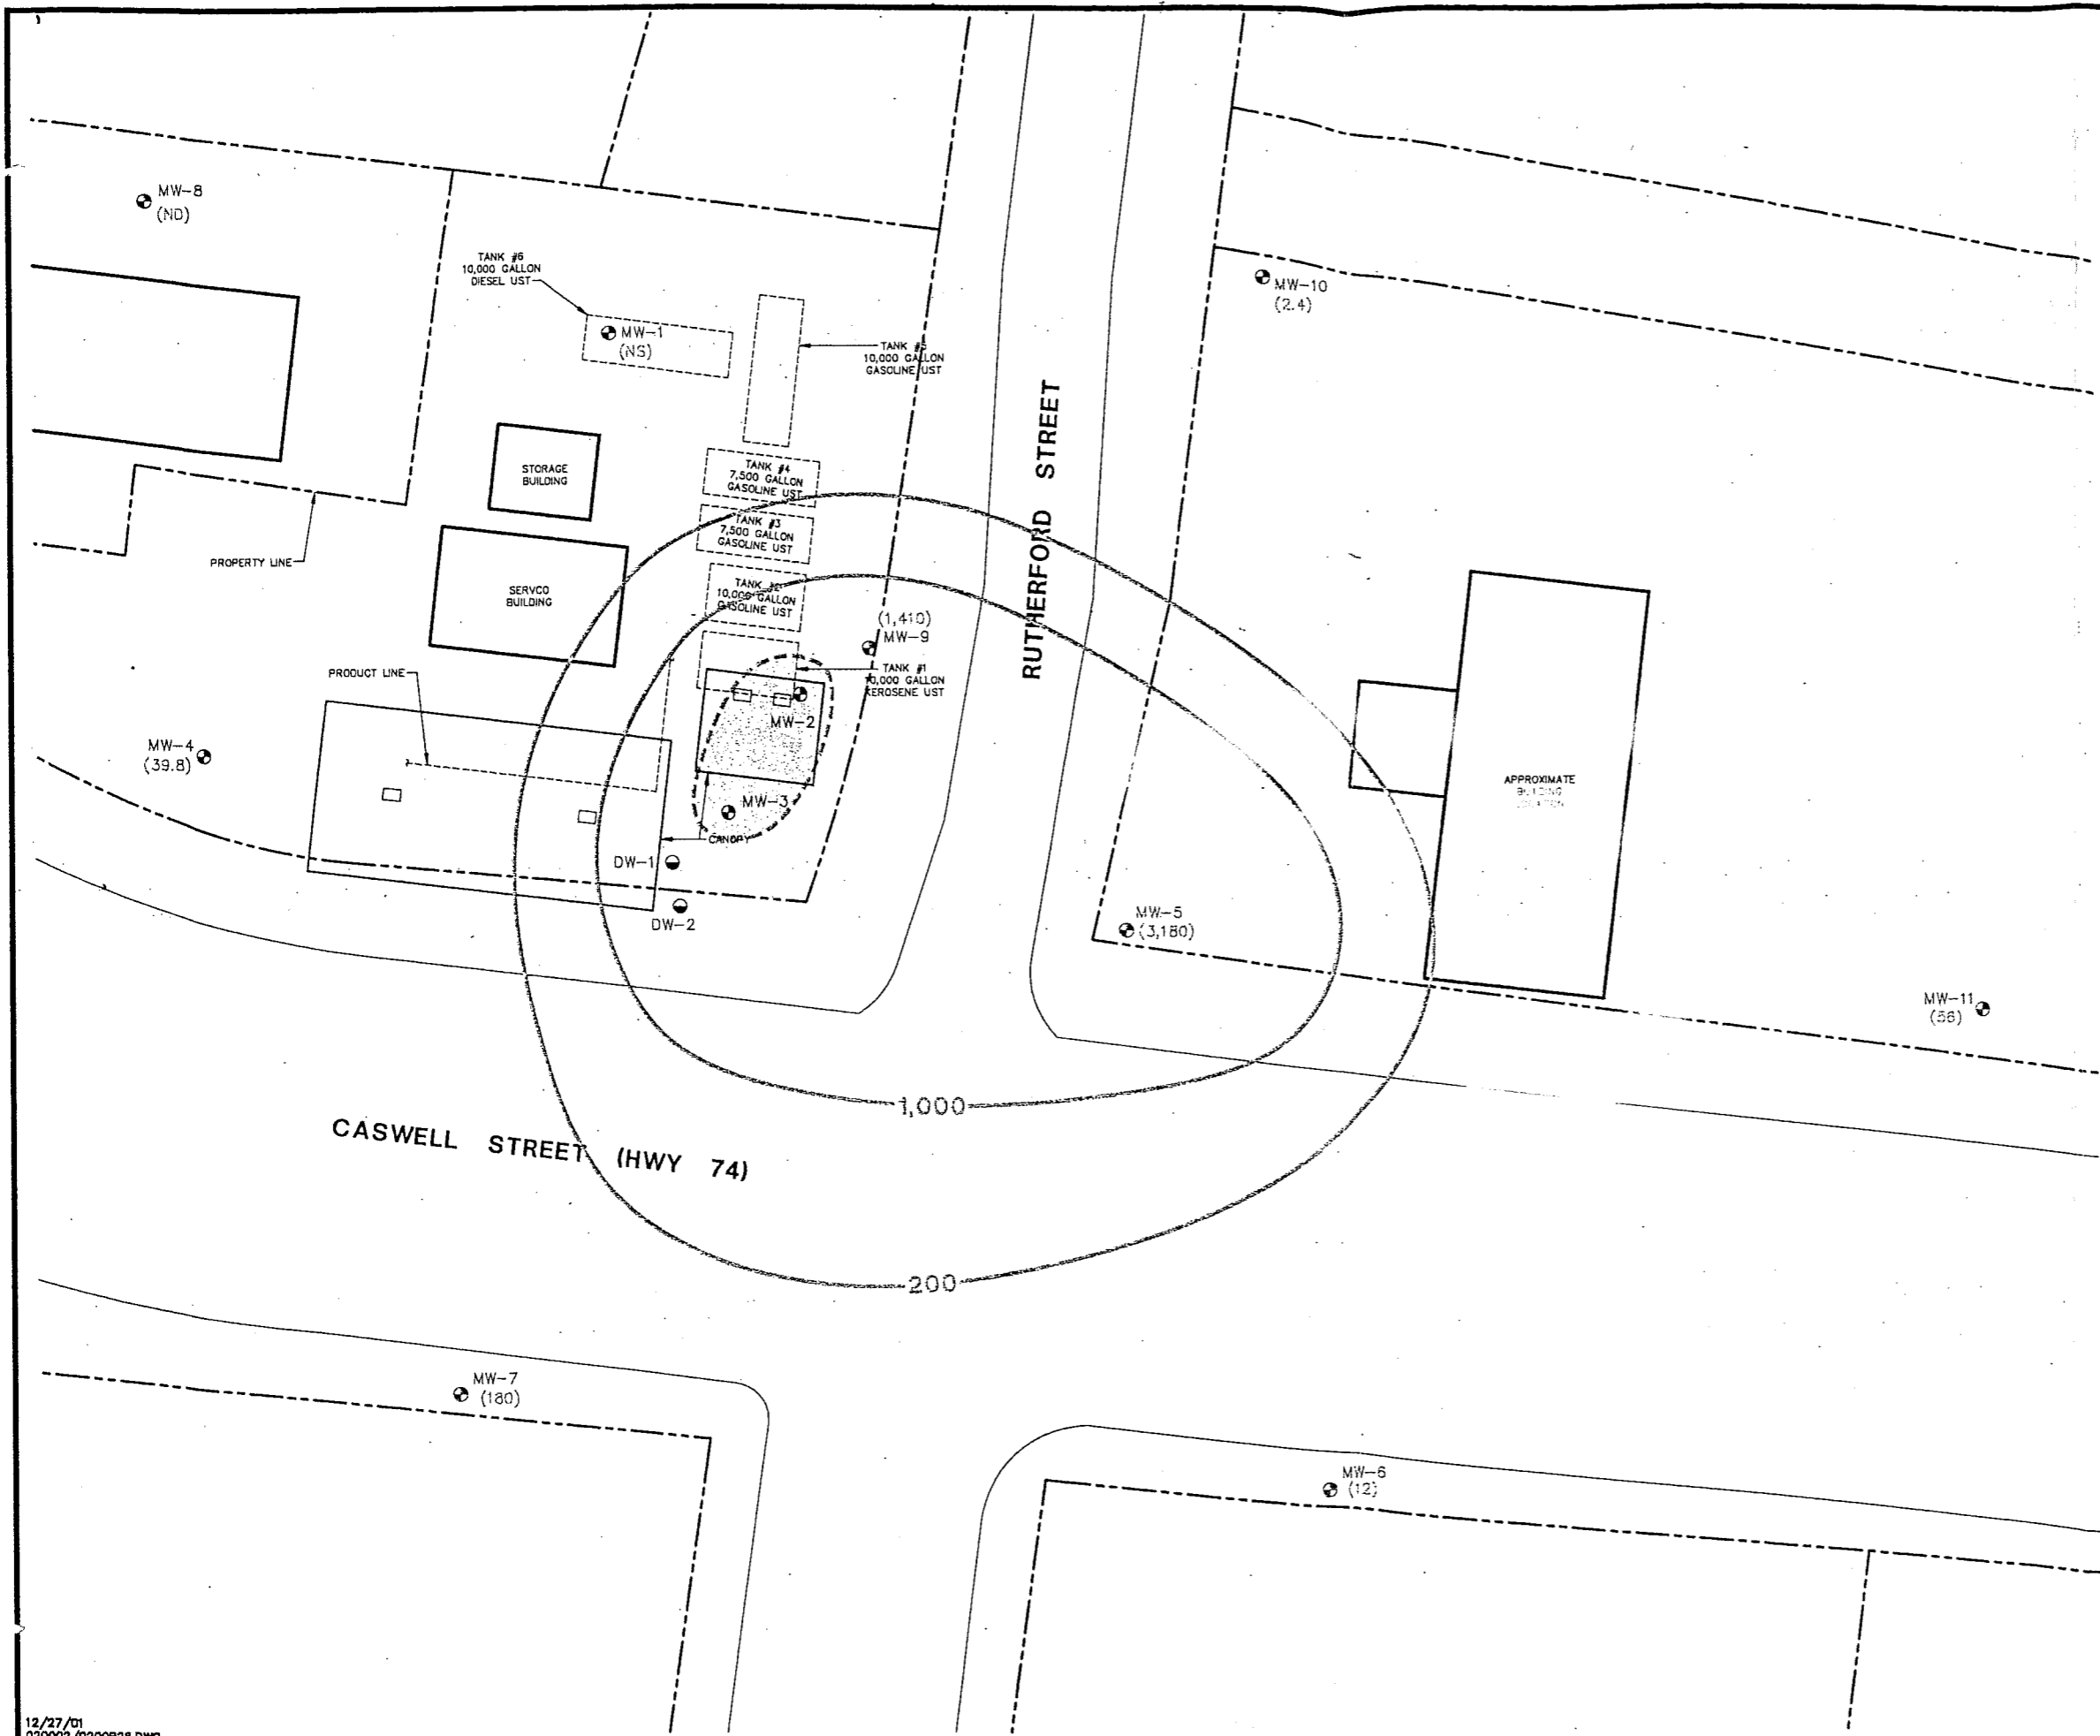 MW-8
(ND)
TANK #6
10,000 GALLON
DIESEL UST
MW-1
(NS)
MW-10
(2.4)
TANK #5
10,000 GALLON
GASOLINE UST
RUTHERFORD STREET
STORAGE
BUILDING
TANK #4
7,500 GALLON
GASOLINE UST
TANK #3
7,500 GALLON
GASOLINE UST
PROPERTY LINE
SERVCO
BUILDING
TANK #2
10,000 GALLON
GASOLINE UST
(1,410)
MW-9
PRODUCT LINE
TANK #1
10,000 GALLON
KEROSENE UST
MW-2
MW-4
(39.8)
APPROXIMATE
BUILDING
LOCATION
MW-3
CANOPY
DW-1
DW-2
MW-5
(3,180)
MW-11
(56)
1,000
CASWELL STREET (HWY 74)
200
MW-7
(180)
MW-6
(12)
12/27/01